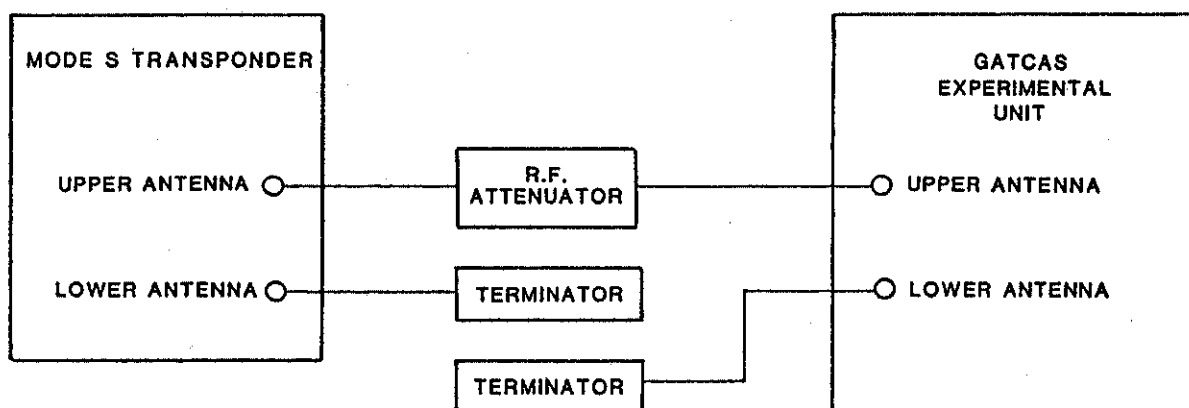 MODE S TRANSPONDER
GATCAS
EXPERIMENTAL
UNIT
UPPER ANTENNA
R.F.
ATTENUATOR
UPPER ANTENNA
LOWER ANTENNA
TERMINATOR
LOWER ANTENNA
TERMINATOR